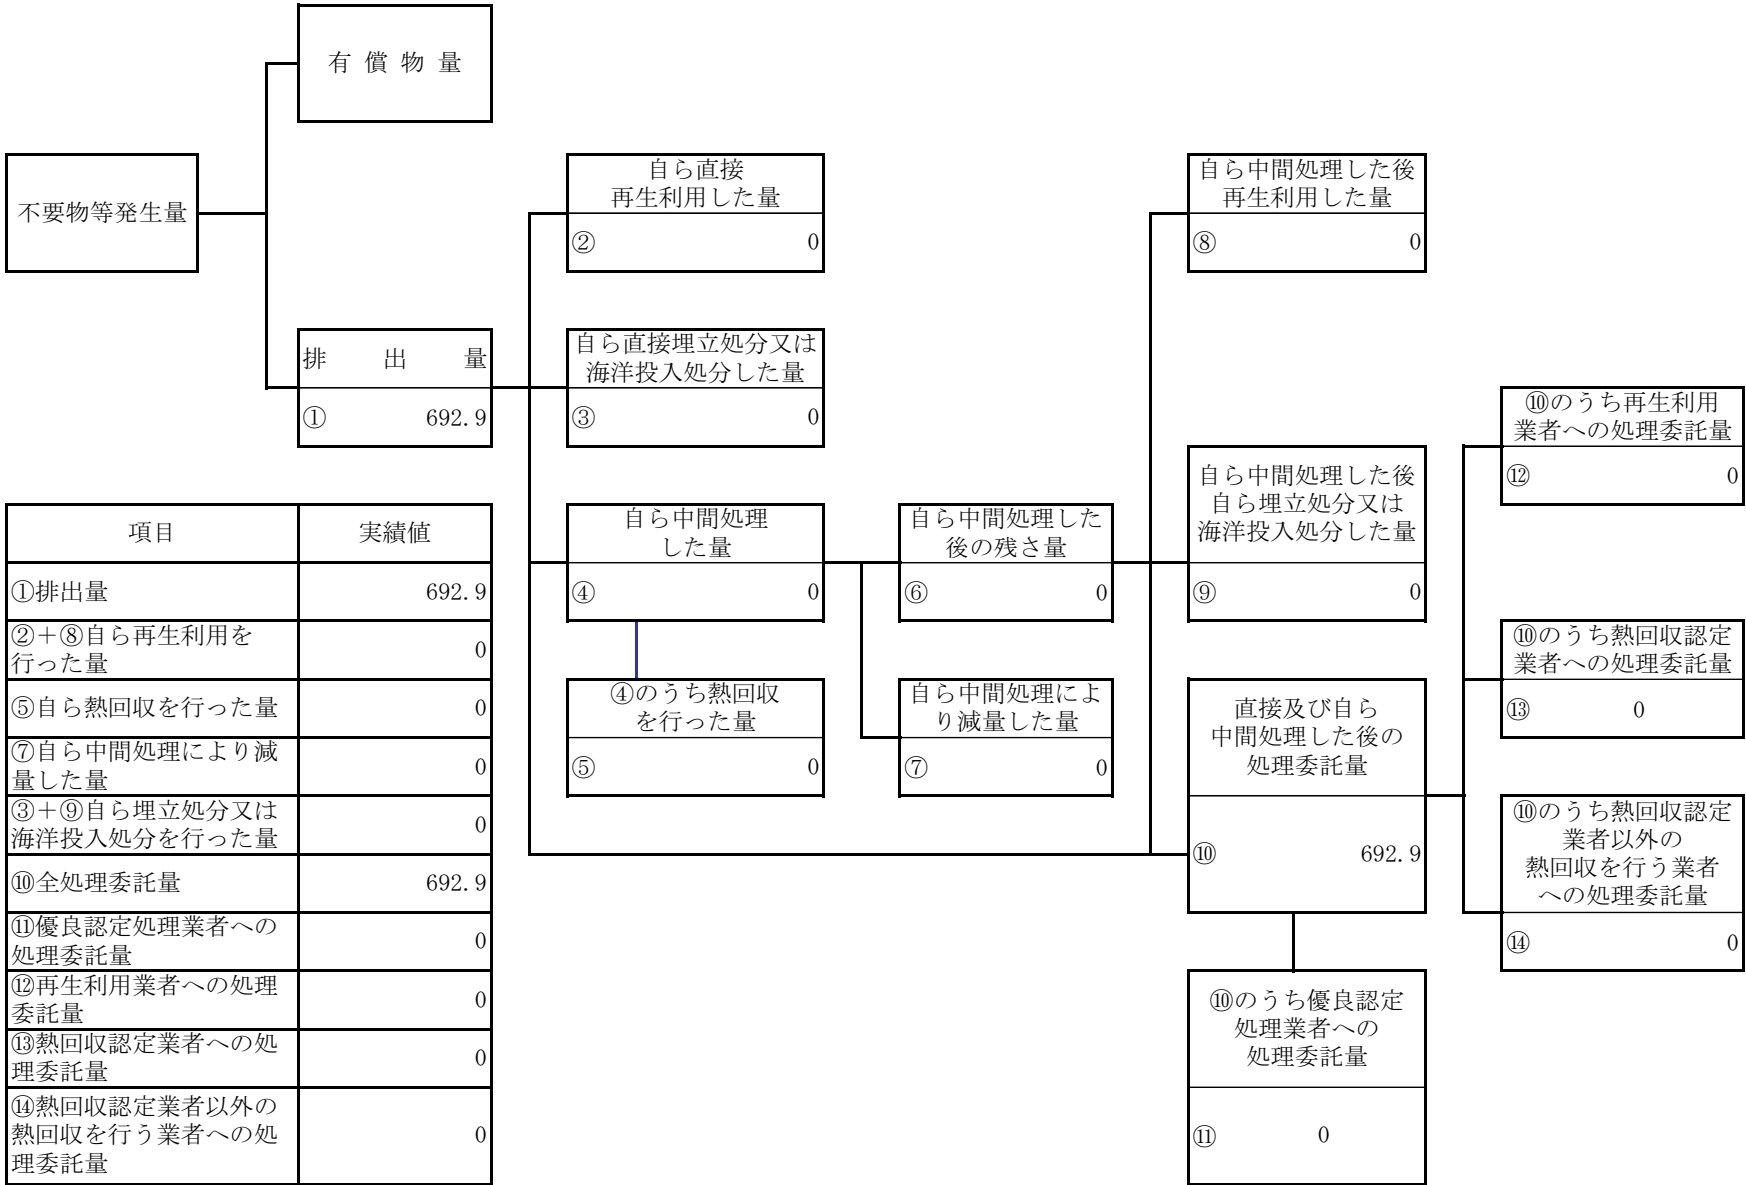 有償物量
不要物等発生量
自ら直接
再生利用した量
② 0
自ら中間処理した後
再生利用した量
⑧ 0
排出量
① 692.9
自ら直接埋立処分又は
海洋投入処分した量
③ 0
⑩のうち再生利用
業者への処理委託量
⑫ 0
自ら中間処理した後
自ら埋立処分又は
海洋投入処分した量
⑨ 0
自ら中間処理
した量
④ 0
自ら中間処理した
後の残さ量
⑥ 0
⑩のうち熱回収認定
業者への処理委託量
⑬ 0
④のうち熱回収
を行った量
⑤ 0
自ら中間処理によ
り減量した量
⑦ 0
直接及び自ら
中間処理した後の
処理委託量
⑩ 692.9
⑩のうち熱回収認定
業者以外の
熱回収を行う業者
への処理委託量
⑭ 0
⑩のうち優良認定
処理業者への
処理委託量
⑪ 0
項目 実績値
①排出量 692.9
②＋⑧自ら再生利用を
行った量 0
⑤自ら熱回収を行った量 0
⑦自ら中間処理により減
量した量 0
③＋⑨自ら埋立処分又は
海洋投入処分を行った量 0
⑩全処理委託量 692.9
⑪優良認定処理業者への
処理委託量 0
⑫再生利用業者への処理
委託量 0
⑬熱回収認定業者への処
理委託量 0
⑭熱回収認定業者以外の
熱回収を行う業者への処 0
理委託量